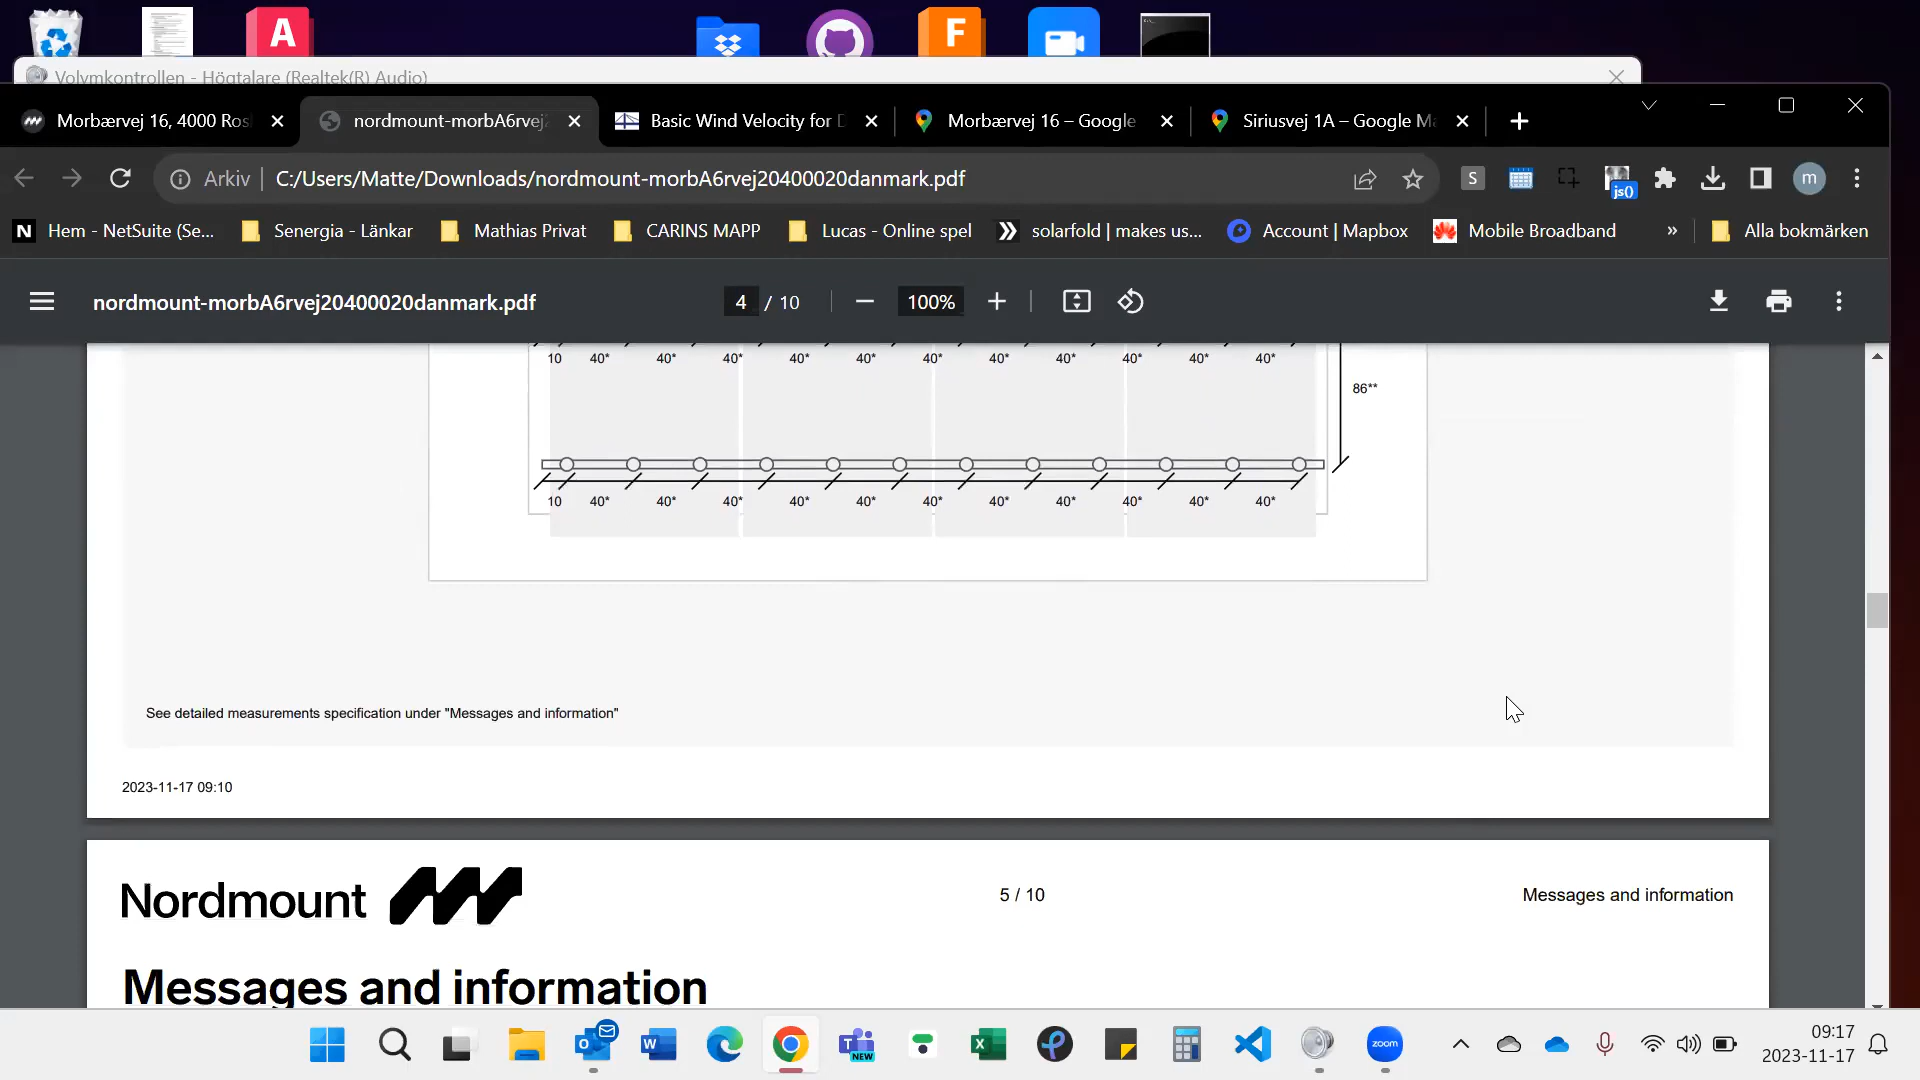 A
F
Volymkontrollen - Högtalare (Realtek(R) Audio)
Morbærvej 16, 4000 Ros
nordmount-morbA6rvej
Basic Wind Velocity for D
Morbærvej 16 – Google
Siriusvej 1A – Google Ma
Arkiv
C:/Users/Matte/Downloads/nordmount-morbA6rvej20400020danmark.pdf
S
js()
m
N Hem - NetSuite (Se...
Senergia - Länkar
Mathias Privat
CARINS MAPP
Lucas - Online spel
solarfold | makes us...
Account | Mapbox
Mobile Broadband
»
Alla bokmärken
nordmount-morbA6rvej20400020danmark.pdf
4 / 10
100%
10 40* 40* 40* 40* 40* 40* 40* 40* 40* 40* 40*
86**
10 40* 40* 40* 40* 40* 40* 40* 40* 40* 40* 40*
See detailed measurements specification under "Messages and information"
2023-11-17 09:10
Nordmount
5 / 10
Messages and information
Messages and information
NEW
zoom
09:17
2023-11-17